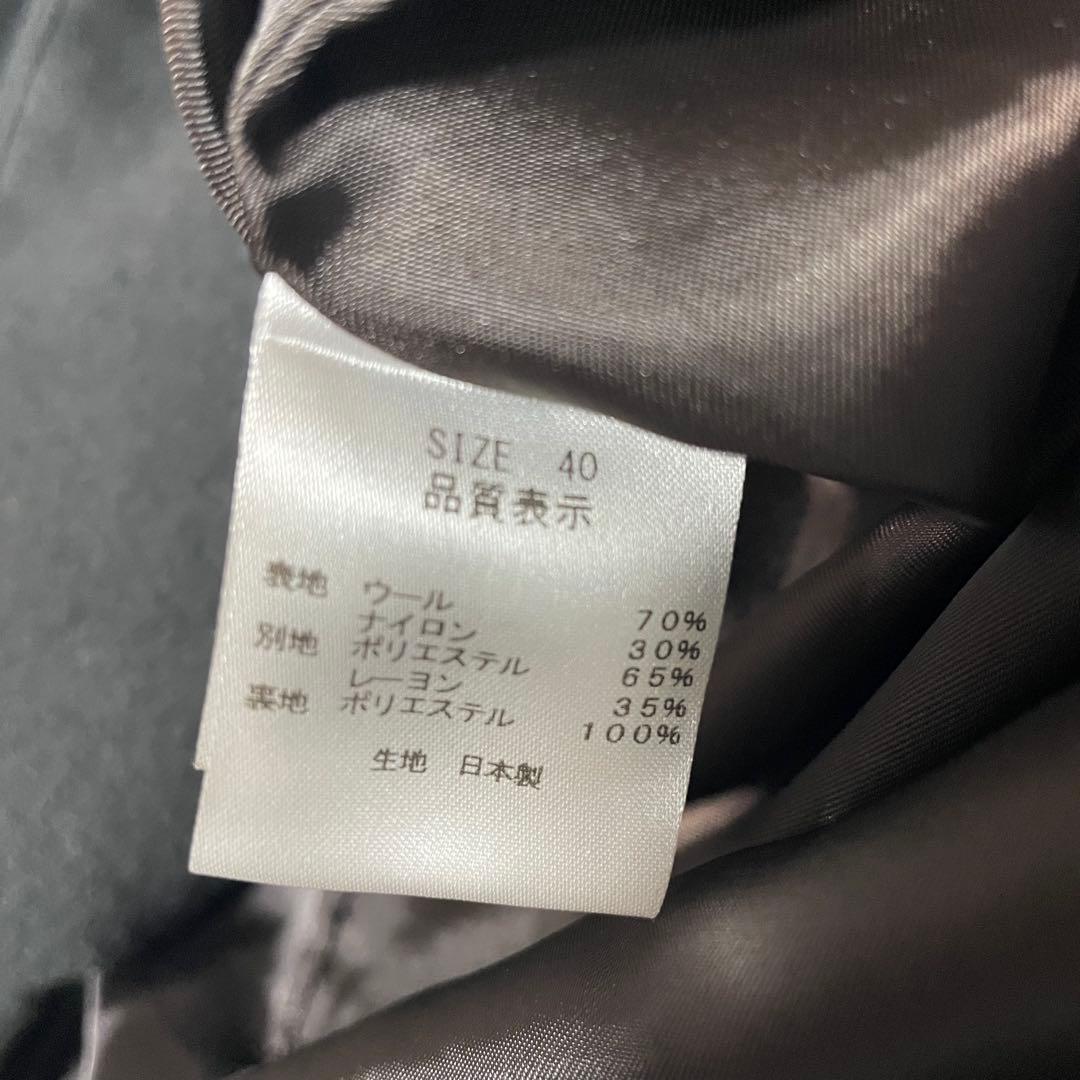 SIZE 40
品質表示
表地 ウール 70%
ナイロン 30%
別地 ポリエステル 65%
レーヨン 35%
裏地 ポリエステル 100%
生地 日本製